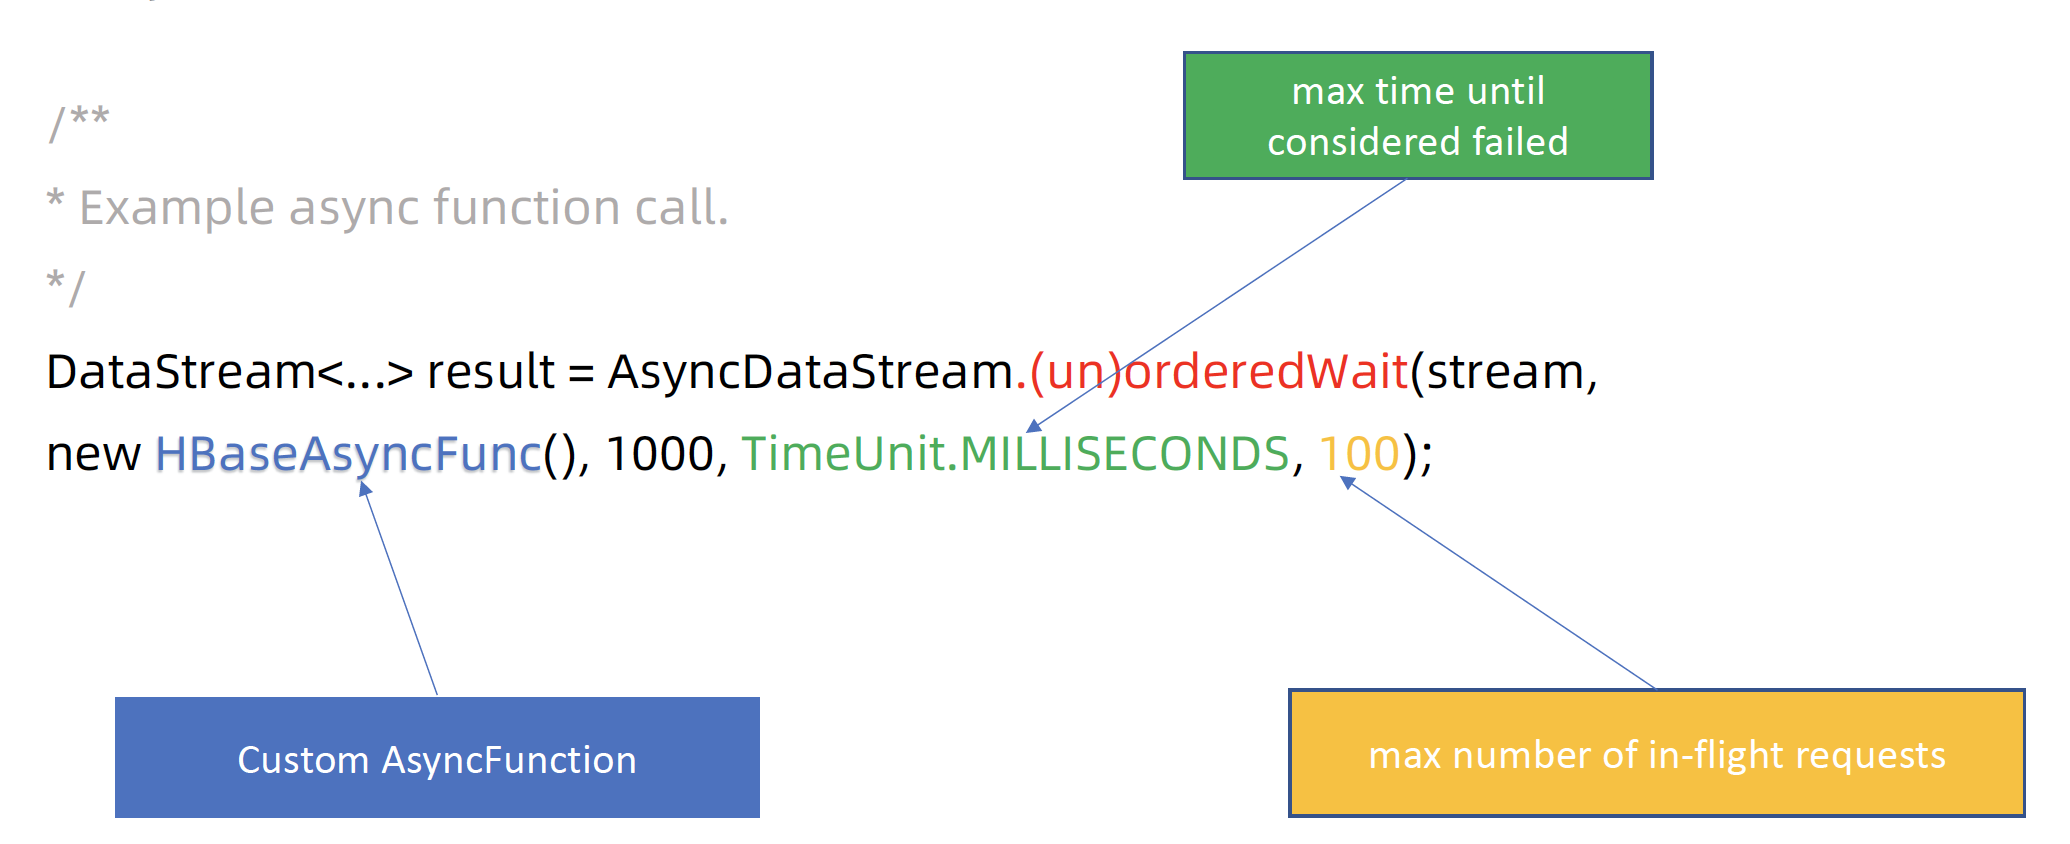 max time until
considered failed
/**
* Example async function call.
*/
DataStream<...> result = AsyncDataStream.(un)orderedWait(stream,
new HBaseAsyncFunc(), 1000, TimeUnit.MILLISECONDS, 100);
Custom AsyncFunction
max number of in-flight requests